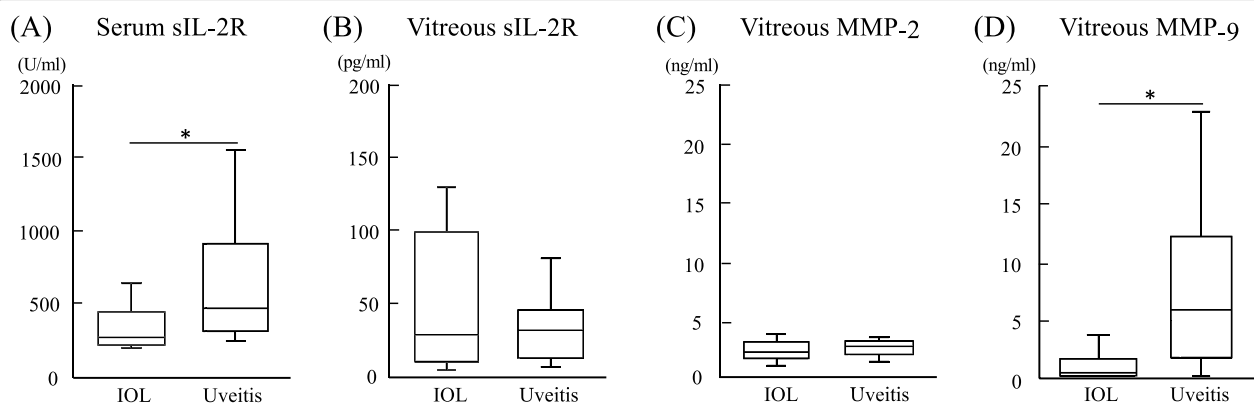 (A) Serum sIL-2R
(U/ml)
2000
1500
1000
500
0
*
IOL Uveitis
(B) Vitreous sIL-2R
(pg/ml)
200
150
100
50
0
IOL Uveitis
(C) Vitreous MMP-2
(ng/ml)
25
20
15
10
5
0
IOL Uveitis
(D) Vitreous MMP-9
(ng/ml)
25
20
15
10
5
0
*
IOL Uveitis